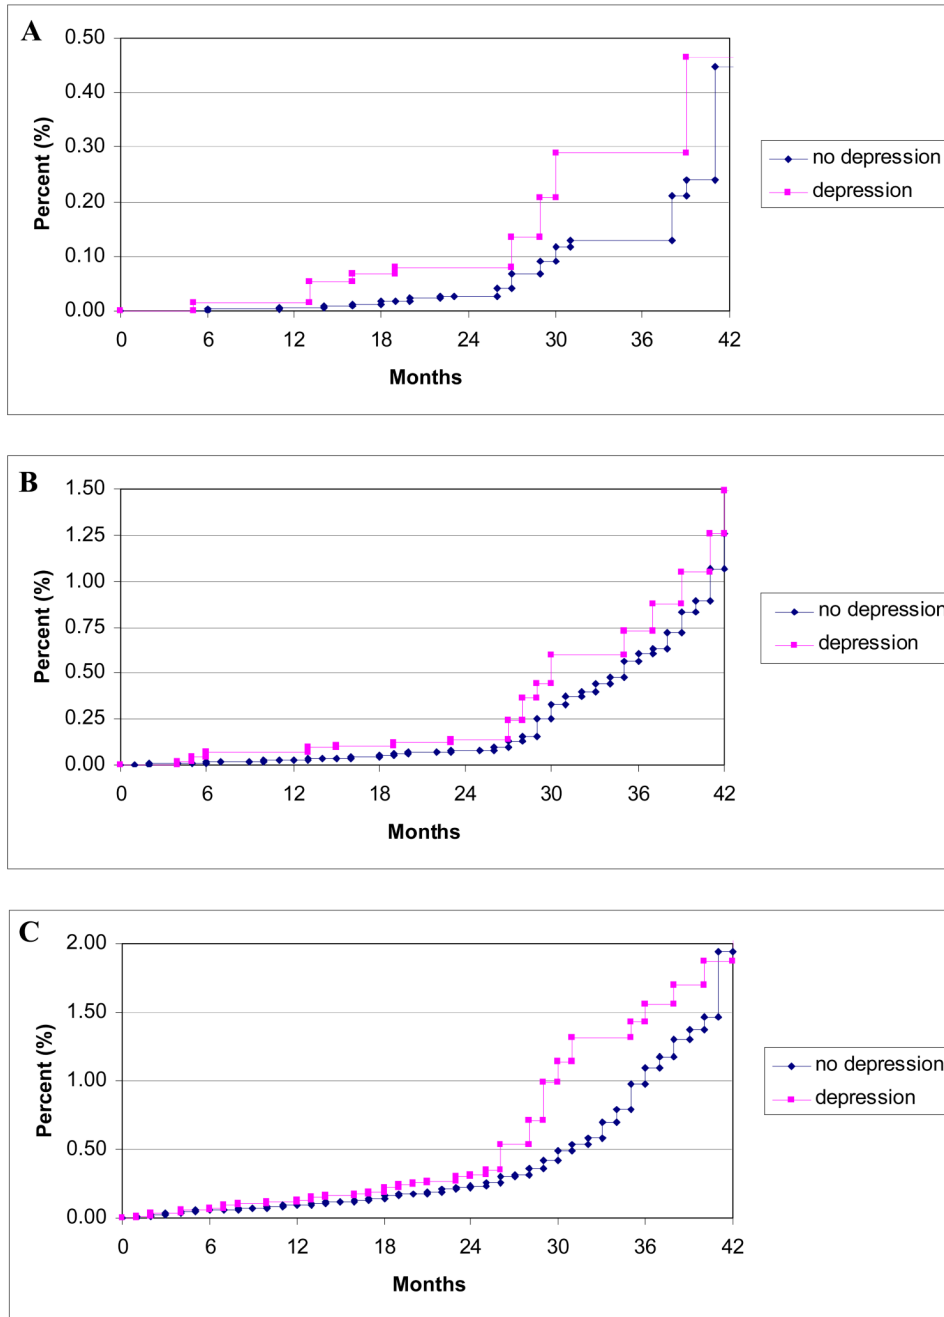 A
0.50
0.40
0.30
0.20
0.10
0.00
Percent (%)
0 6 12 18 24 30 36 42
Months
no depression
depression
B
1.50
1.25
1.00
0.75
0.50
0.25
0.00
Percent (%)
0 6 12 18 24 30 36 42
Months
no depression
depression
C
2.00
1.50
1.00
0.50
0.00
Percent (%)
0 6 12 18 24 30 36 42
Months
no depression
depression